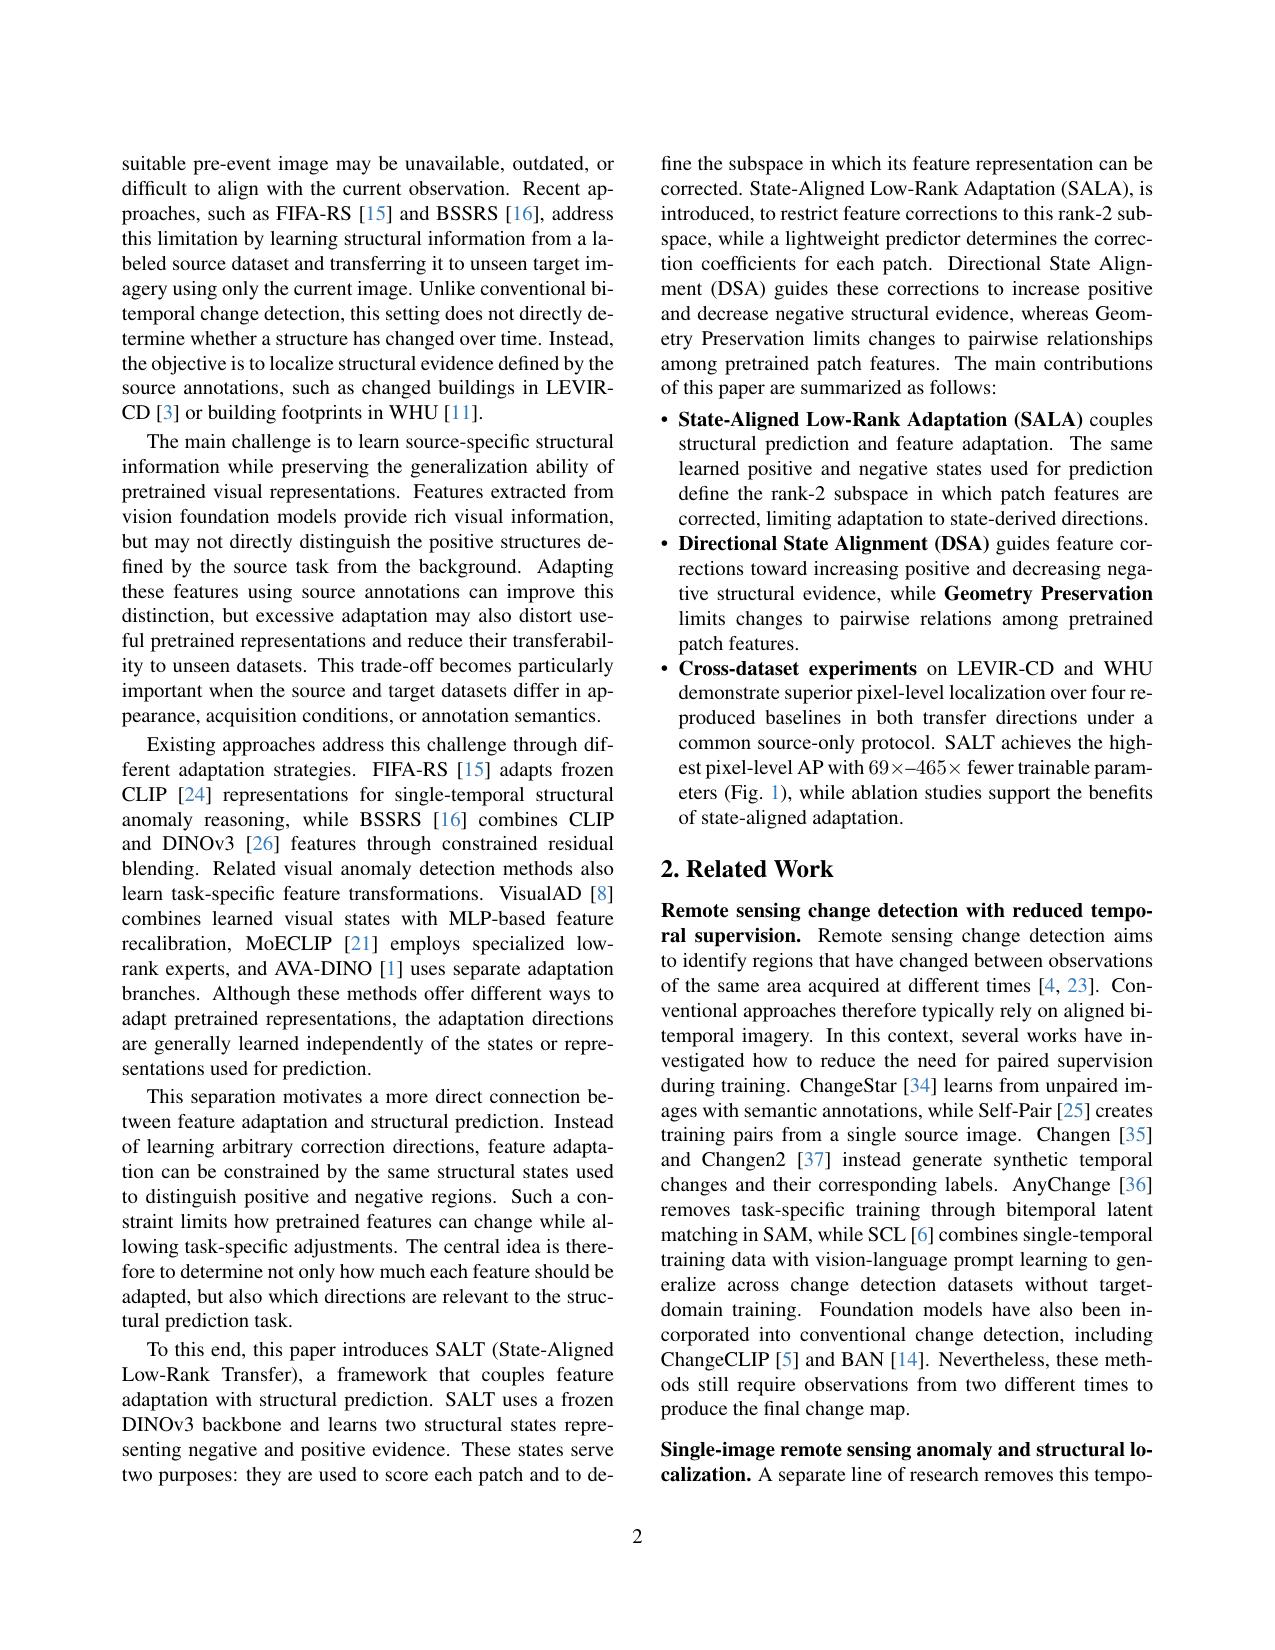 suitable pre-event image may be unavailable, outdated, or
difficult to align with the current observation. Recent ap-
proaches, such as FIFA-RS [15] and BSSRS [16], address
this limitation by learning structural information from a la-
beled source dataset and transferring it to unseen target im-
agery using only the current image. Unlike conventional bi-
temporal change detection, this setting does not directly de-
termine whether a structure has changed over time. Instead,
the objective is to localize structural evidence defined by the
source annotations, such as changed buildings in LEVIR-
CD [3] or building footprints in WHU [11].
The main challenge is to learn source-specific structural
information while preserving the generalization ability of
pretrained visual representations. Features extracted from
vision foundation models provide rich visual information,
but may not directly distinguish the positive structures de-
fined by the source task from the background. Adapting
these features using source annotations can improve this
distinction, but excessive adaptation may also distort use-
ful pretrained representations and reduce their transferabil-
ity to unseen datasets. This trade-off becomes particularly
important when the source and target datasets differ in ap-
pearance, acquisition conditions, or annotation semantics.
Existing approaches address this challenge through dif-
ferent adaptation strategies. FIFA-RS [15] adapts frozen
CLIP [24] representations for single-temporal structural
anomaly reasoning, while BSSRS [16] combines CLIP
and DINOv3 [26] features through constrained residual
blending. Related visual anomaly detection methods also
learn task-specific feature transformations. VisualAD [8]
combines learned visual states with MLP-based feature
recalibration, MoECLIP [21] employs specialized low-
rank experts, and AVA-DINO [1] uses separate adaptation
branches. Although these methods offer different ways to
adapt pretrained representations, the adaptation directions
are generally learned independently of the states or repre-
sentations used for prediction.
This separation motivates a more direct connection be-
tween feature adaptation and structural prediction. Instead
of learning arbitrary correction directions, feature adapta-
tion can be constrained by the same structural states used
to distinguish positive and negative regions. Such a con-
straint limits how pretrained features can change while al-
lowing task-specific adjustments. The central idea is there-
fore to determine not only how much each feature should be
adapted, but also which directions are relevant to the struc-
tural prediction task.
To this end, this paper introduces SALT (State-Aligned
Low-Rank Transfer), a framework that couples feature
adaptation with structural prediction. SALT uses a frozen
DINOv3 backbone and learns two structural states repre-
senting negative and positive evidence. These states serve
two purposes: they are used to score each patch and to de-
fine the subspace in which its feature representation can be
corrected. State-Aligned Low-Rank Adaptation (SALA), is
introduced, to restrict feature corrections to this rank-2 sub-
space, while a lightweight predictor determines the correc-
tion coefficients for each patch. Directional State Align-
ment (DSA) guides these corrections to increase positive
and decrease negative structural evidence, whereas Geom-
etry Preservation limits changes to pairwise relationships
among pretrained patch features. The main contributions
of this paper are summarized as follows:
• State-Aligned Low-Rank Adaptation (SALA) couples
structural prediction and feature adaptation. The same
learned positive and negative states used for prediction
define the rank-2 subspace in which patch features are
corrected, limiting adaptation to state-derived directions.
• Directional State Alignment (DSA) guides feature cor-
rections toward increasing positive and decreasing nega-
tive structural evidence, while Geometry Preservation
limits changes to pairwise relations among pretrained
patch features.
• Cross-dataset experiments on LEVIR-CD and WHU
demonstrate superior pixel-level localization over four re-
produced baselines in both transfer directions under a
common source-only protocol. SALT achieves the high-
est pixel-level AP with 69×–465× fewer trainable param-
eters (Fig. 1), while ablation studies support the benefits
of state-aligned adaptation.
2. Related Work
Remote sensing change detection with reduced tempo-
ral supervision. Remote sensing change detection aims
to identify regions that have changed between observations
of the same area acquired at different times [4, 23]. Con-
ventional approaches therefore typically rely on aligned bi-
temporal imagery. In this context, several works have in-
vestigated how to reduce the need for paired supervision
during training. ChangeStar [34] learns from unpaired im-
ages with semantic annotations, while Self-Pair [25] creates
training pairs from a single source image. Changen [35]
and Changen2 [37] instead generate synthetic temporal
changes and their corresponding labels. AnyChange [36]
removes task-specific training through bitemporal latent
matching in SAM, while SCL [6] combines single-temporal
training data with vision-language prompt learning to gen-
eralize across change detection datasets without target-
domain training. Foundation models have also been in-
corporated into conventional change detection, including
ChangeCLIP [5] and BAN [14]. Nevertheless, these meth-
ods still require observations from two different times to
produce the final change map.
Single-image remote sensing anomaly and structural lo-
calization. A separate line of research removes this tempo-
2